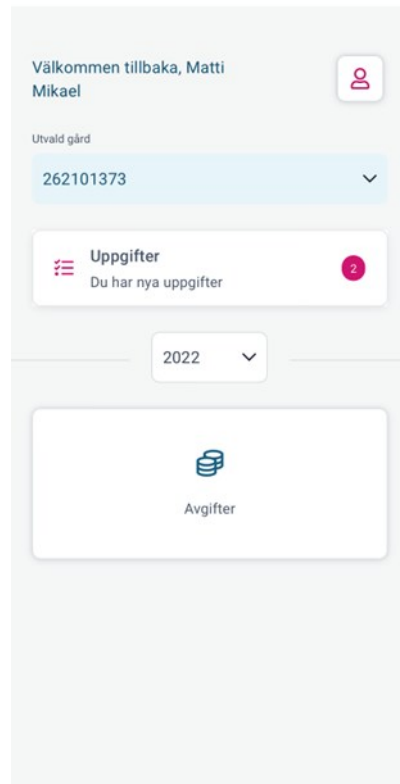 Välkommen tillbaka, Matti
Mikael
Utvald gård
262101373
Uppgifter
Du har nya uppgifter
2
2022
Avgifter